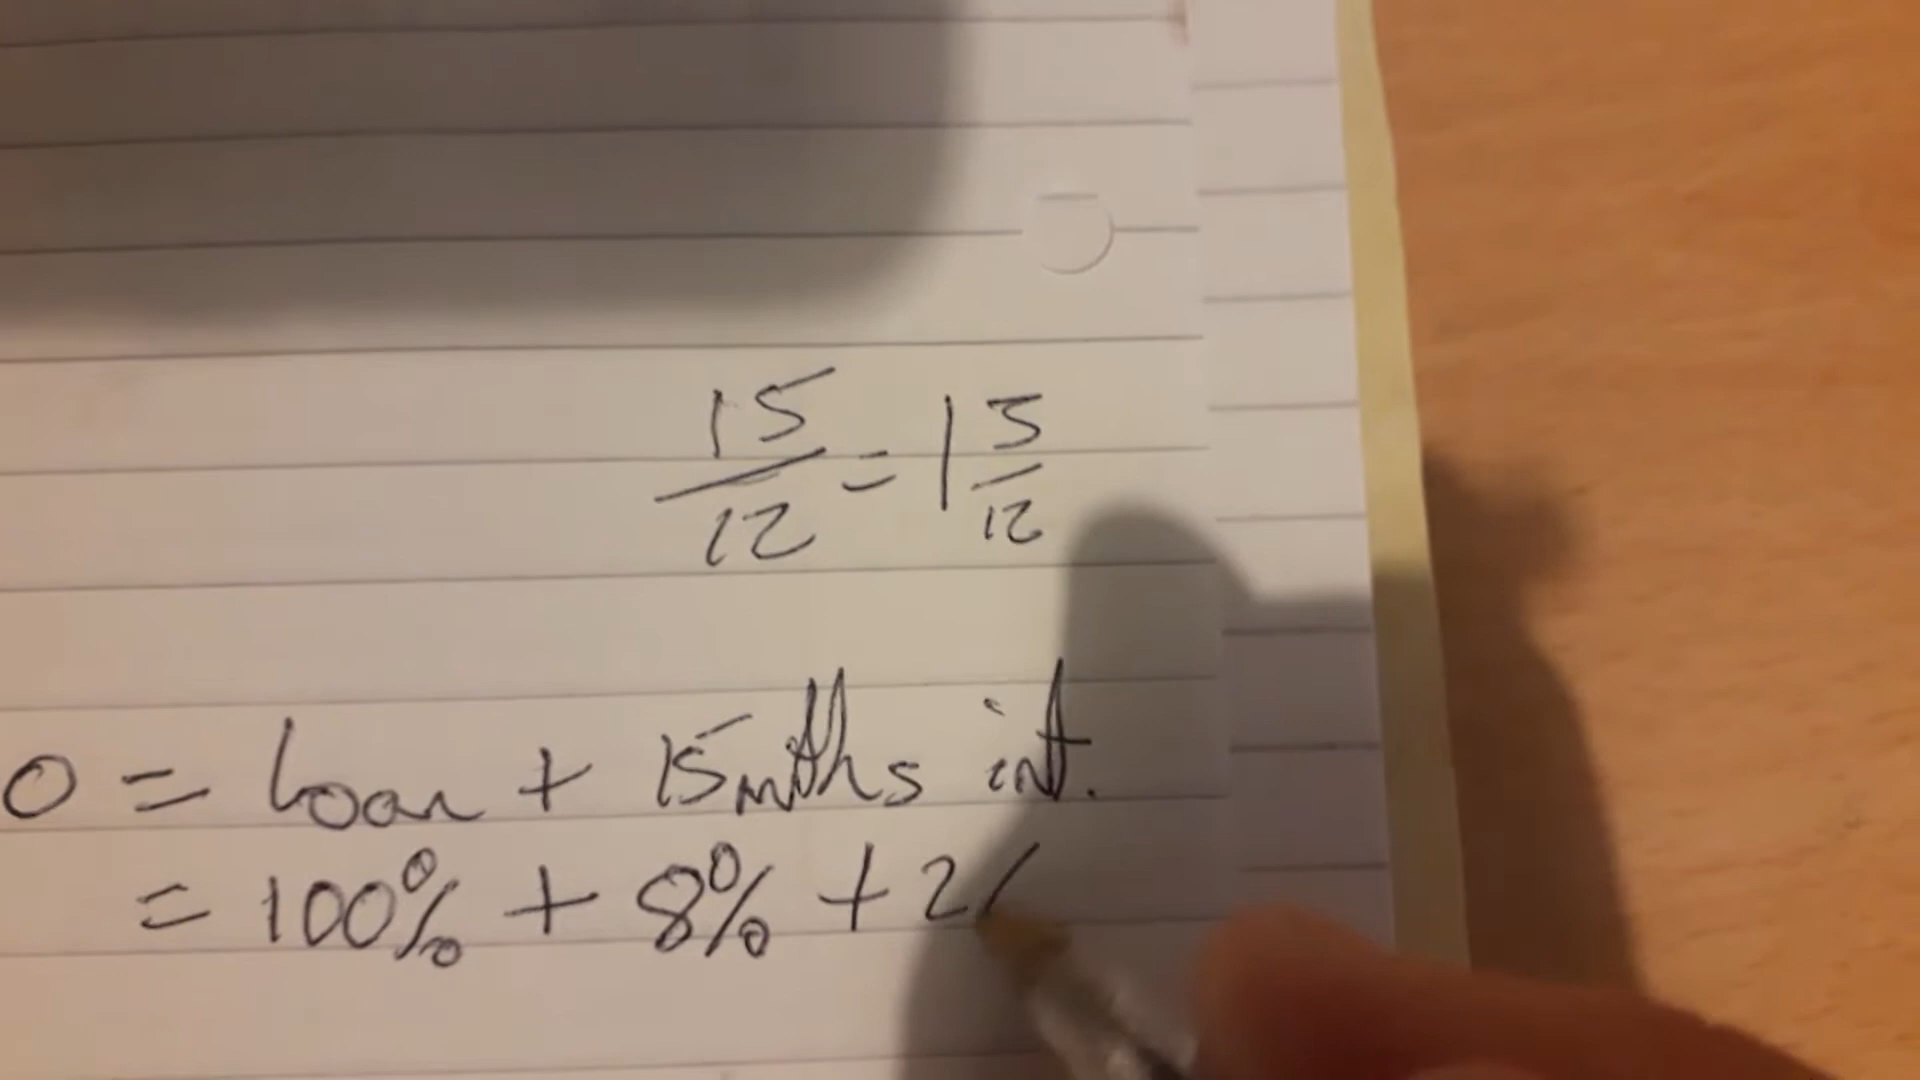 15/12 = 1 3/12
0 = Loan + 15mths int.
= 100% + 8% + 2